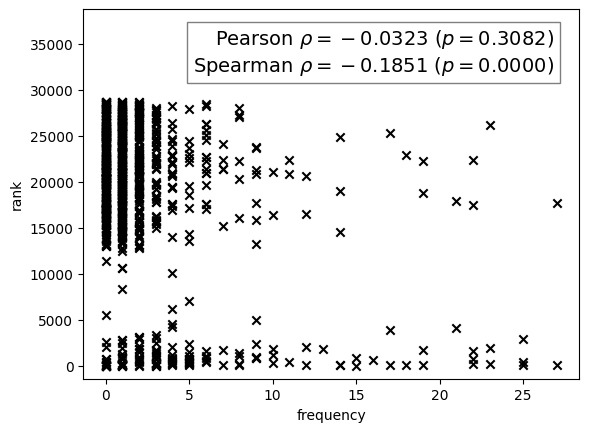 Pearson ρ = −0.0323 (p = 0.3082)
Spearman ρ = −0.1851 (p = 0.0000)
35000
30000
25000
20000
15000
10000
5000
0
rank
0 5 10 15 20 25
frequency